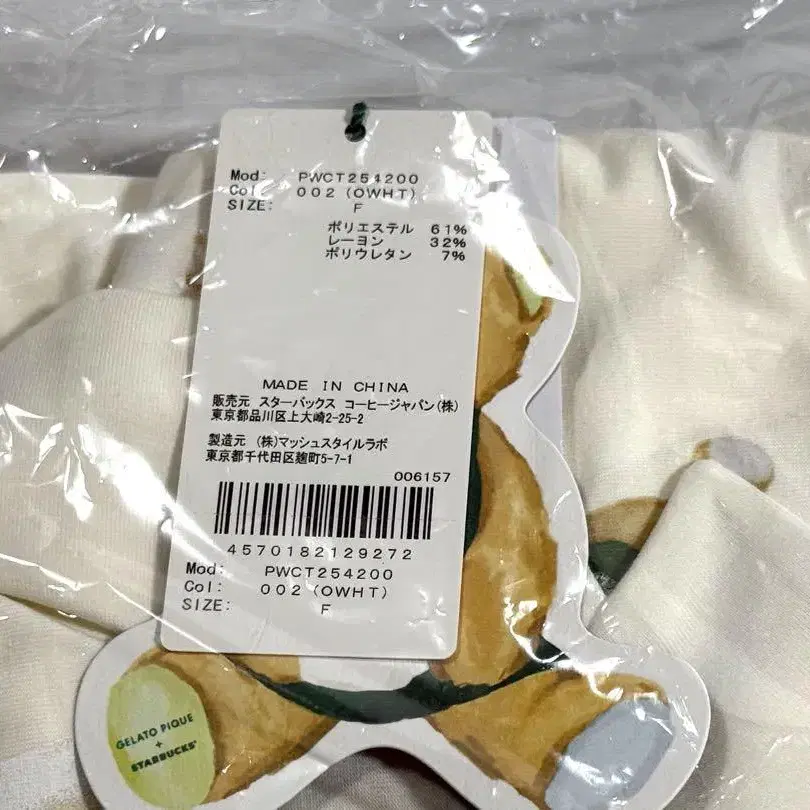 Mod: PWCT254200
Col: 002 (OWHT)
SIZE: F
ポリエステル 61%
レーヨン 32%
ポリウレタン 7%
MADE IN CHINA
販売元 スターバックス コーヒージャパン(株)
東京都品川区上大崎2-25-2
製造元 (株)マッシュスタイルラボ
東京都千代田区麹町5-7-1
006157
4570182129272
Mod: PWCT254200
Col: 002 (OWHT)
SIZE: F
GELATO PIQUE
+
STARBUCKS